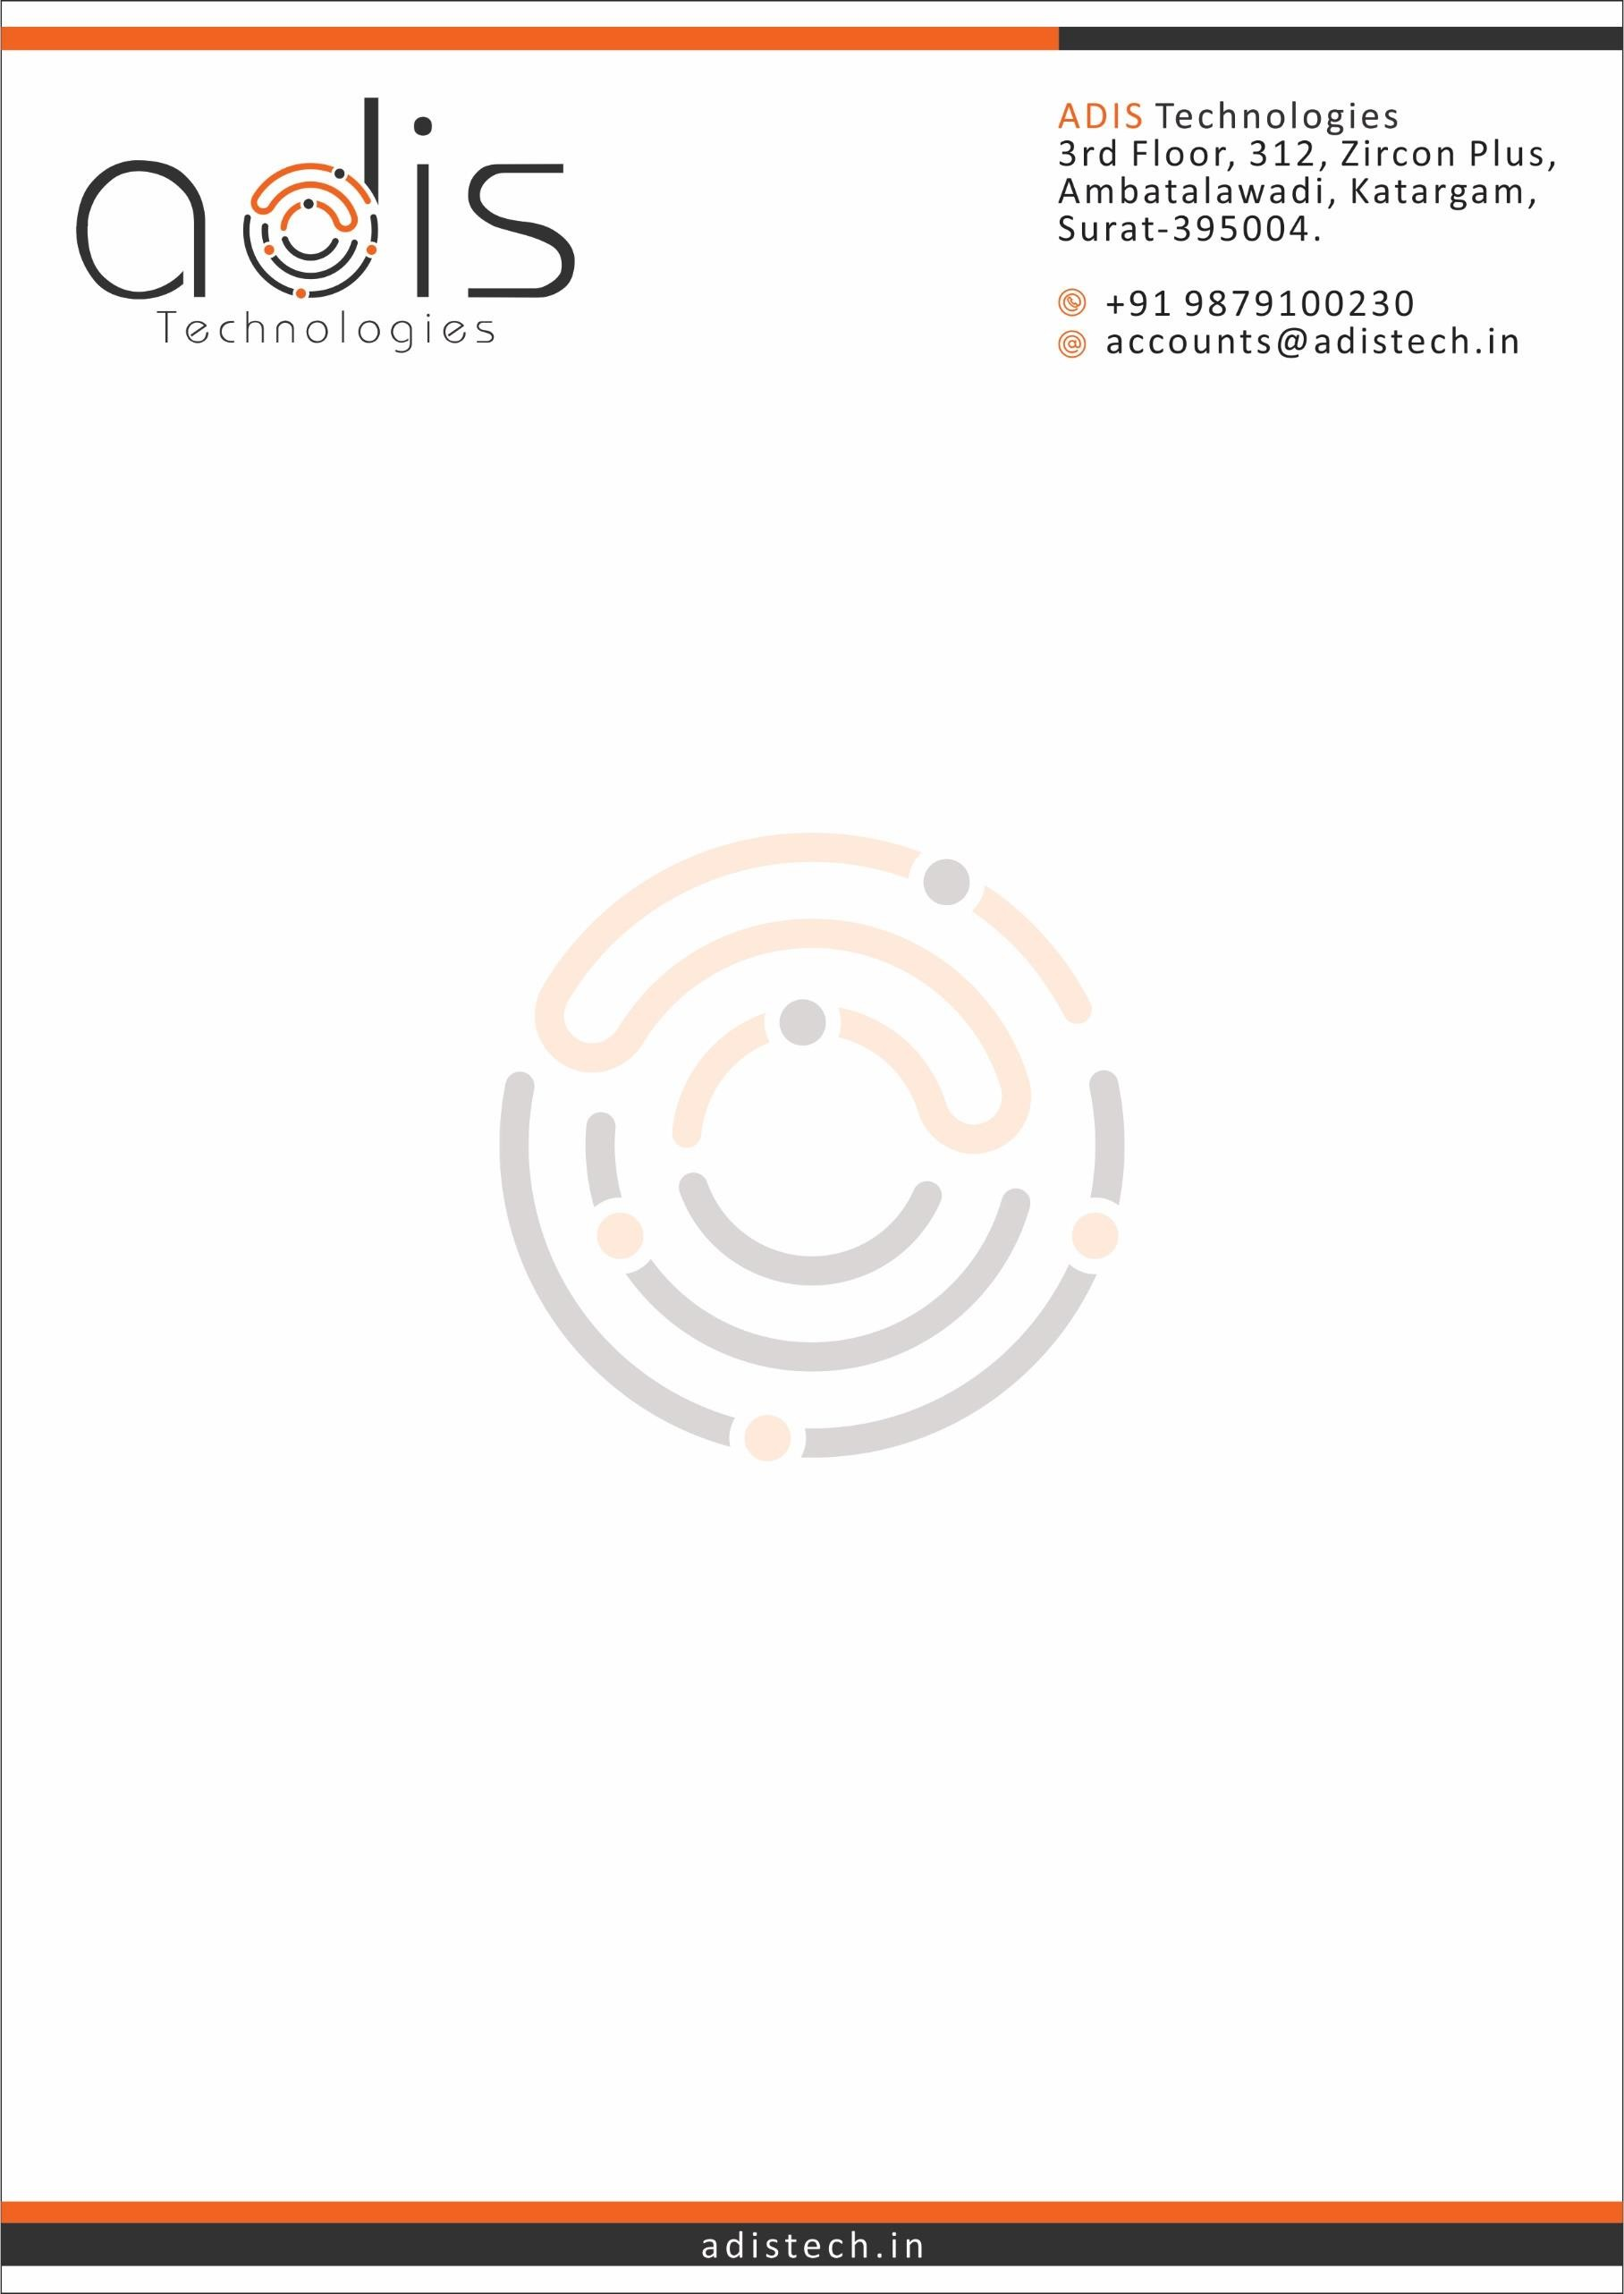 adis
Technologies
ADIS Technologies
3rd Floor, 312, Zircon Plus,
Ambatalawadi, Katargam,
Surat-395004.
+91 9879100230
accounts@adistech.in
adistech.in